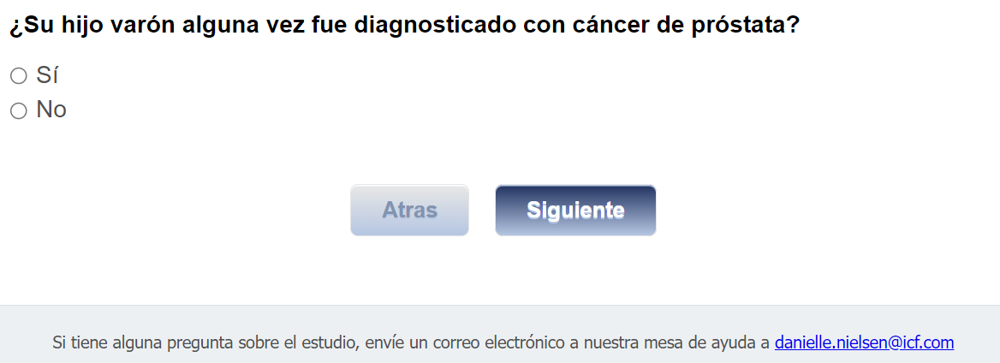 ¿Su hijo varón alguna vez fue diagnosticado con cáncer de próstata?
Sí
No
Atras
Siguiente
Si tiene alguna pregunta sobre el estudio, envíe un correo electrónico a nuestra mesa de ayuda a danielle.nielsen@icf.com